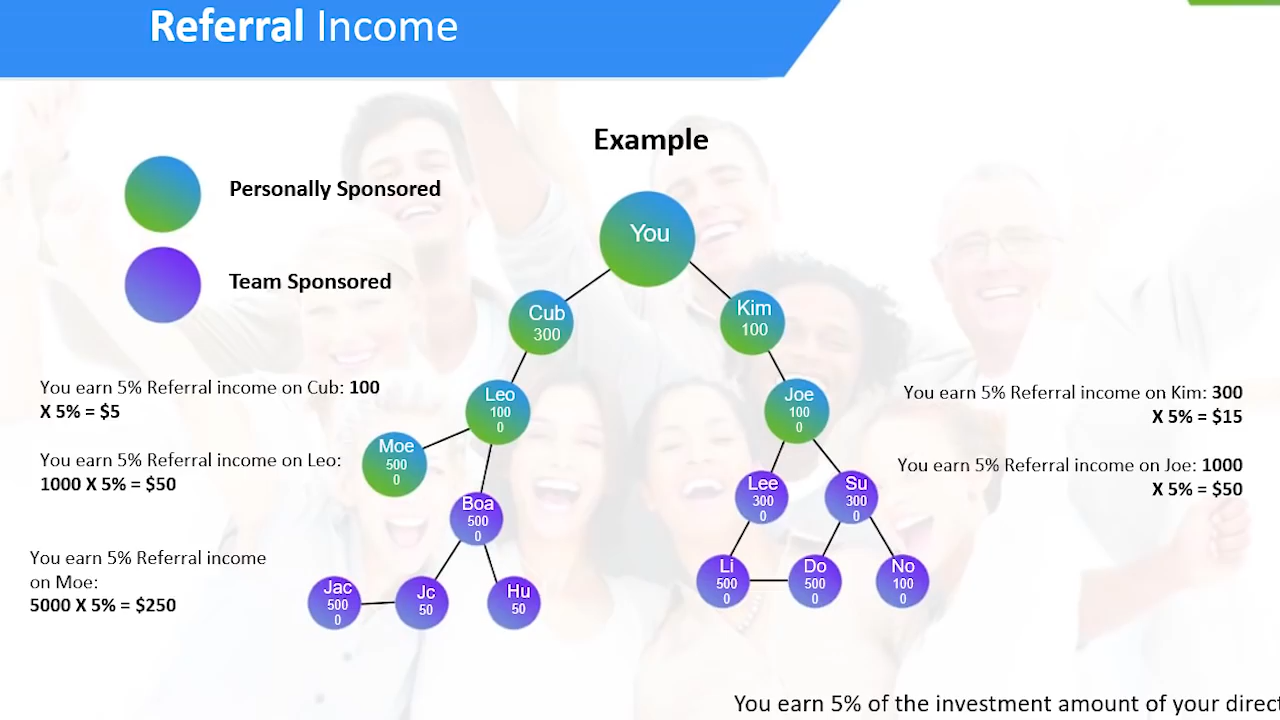 Referral Income
Example
Personally Sponsored
Team Sponsored
You
Cub
300
Kim
100
Leo
100
0
Joe
100
0
Moe
500
0
Boa
500
0
Lee
300
0
Su
300
0
Jac
500
0
Jc
50
Hu
50
Li
500
0
Do
500
0
No
100
0
You earn 5% Referral income on Cub: 100
X 5% = $5
You earn 5% Referral income on Leo:
1000 X 5% = $50
You earn 5% Referral income
on Moe:
5000 X 5% = $250
You earn 5% Referral income on Kim: 300
X 5% = $15
You earn 5% Referral income on Joe: 1000
X 5% = $50
You earn 5% of the investment amount of your direct